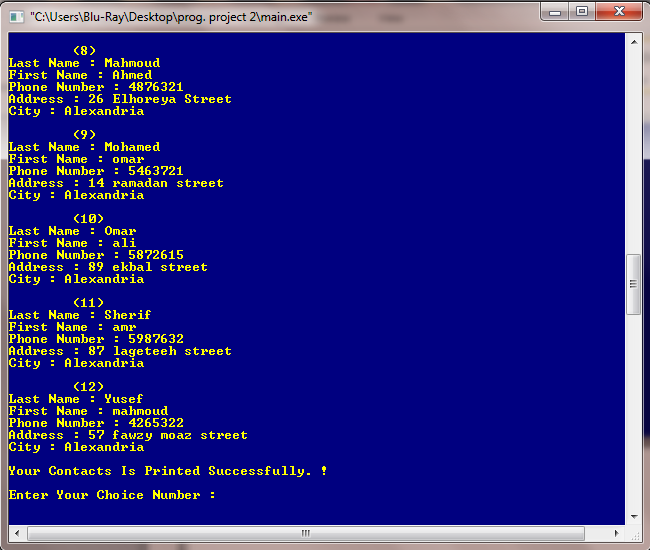 "C:\Users\Blu-Ray\Desktop\prog. project 2\main.exe"
(8)
Last Name : Mahmoud
First Name : Ahmed
Phone Number : 4876321
Address : 26 Elhoreya Street
City : Alexandria
(9)
Last Name : Mohamed
First Name : omar
Phone Number : 5463721
Address : 14 ramadan street
City : Alexandria
(10)
Last Name : Omar
First Name : ali
Phone Number : 5872615
Address : 89 ekbal street
City : Alexandria
(11)
Last Name : Sherif
First Name : amr
Phone Number : 5987632
Address : 87 lageteeh street
City : Alexandria
(12)
Last Name : Yusef
First Name : mahmoud
Phone Number : 4265322
Address : 57 fawzy moaz street
City : Alexandria
Your Contacts Is Printed Successfully. !
Enter Your Choice Number :